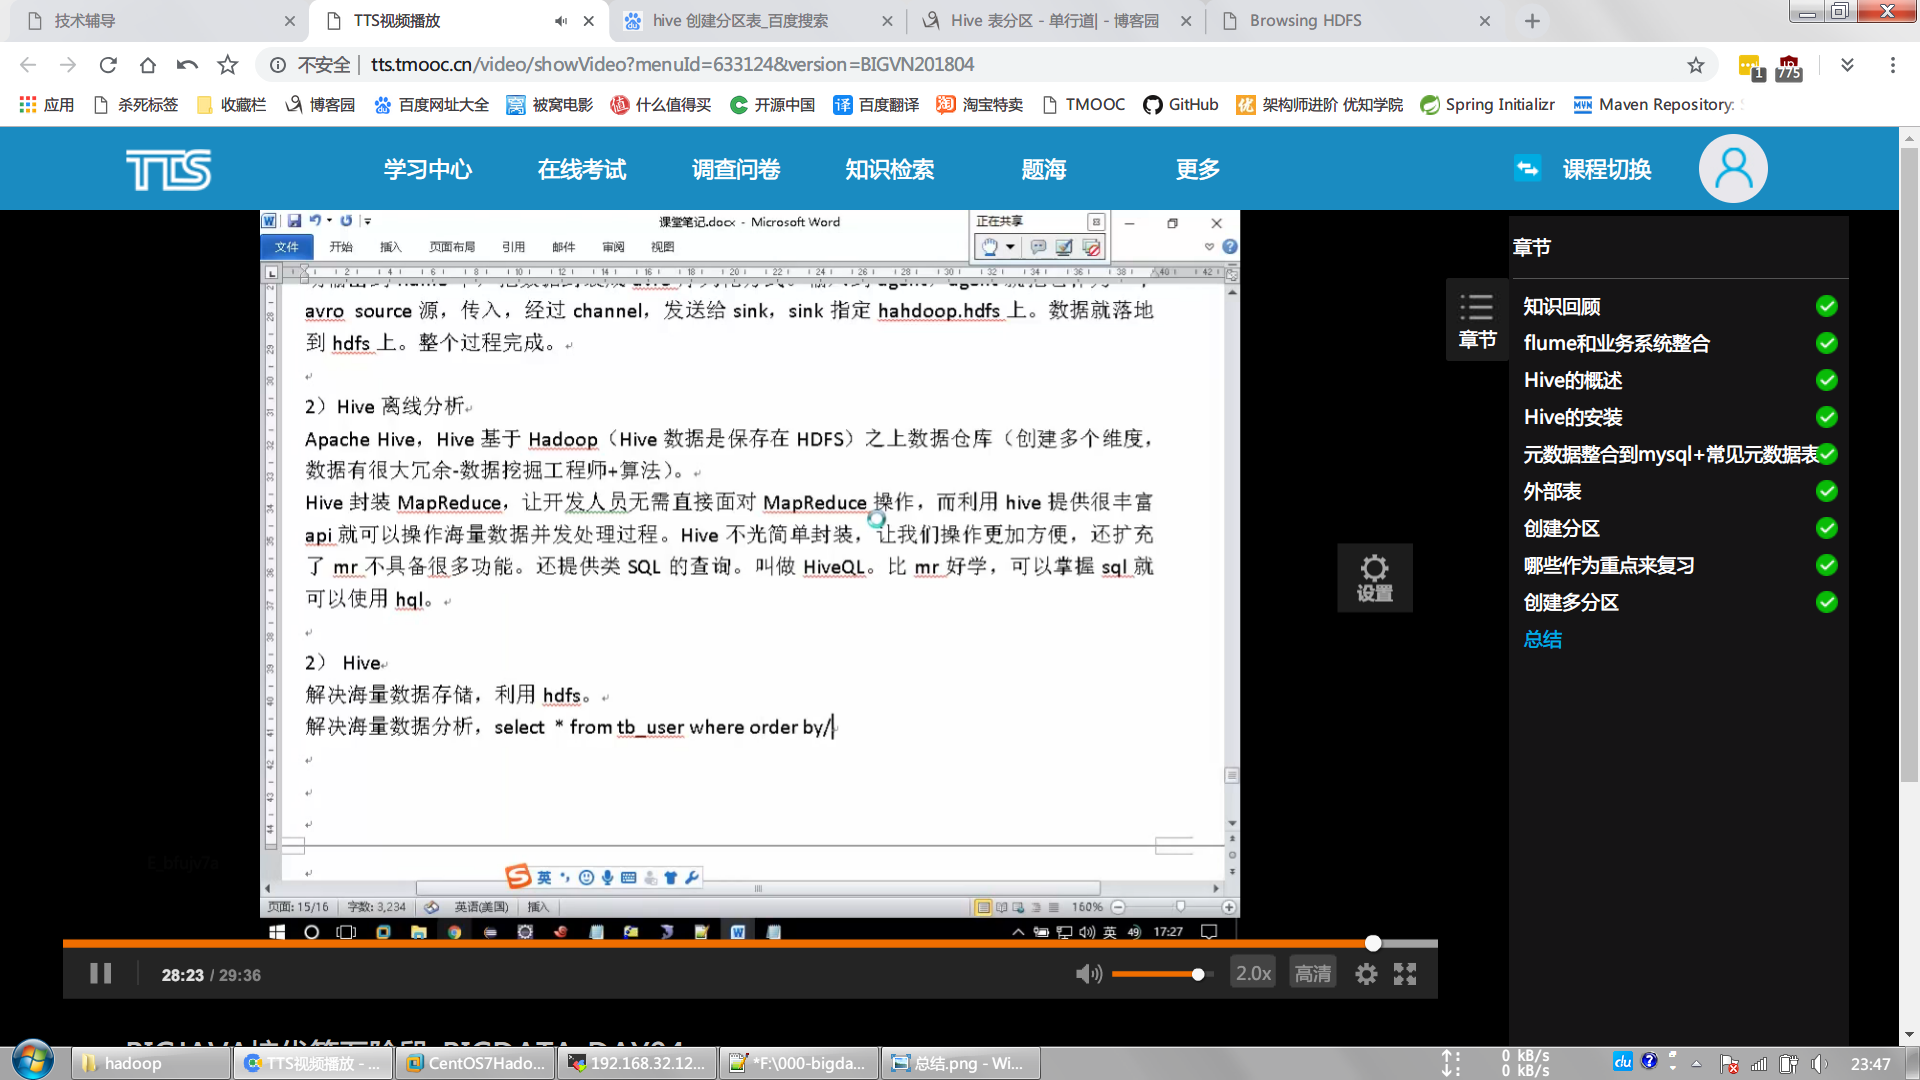 技术辅导
TTS视频播放
hive 创建分区表_百度搜索
Hive 表分区 - 单行道| - 博客园
Browsing HDFS
不安全
tts.tmooc.cn/video/showVideo?menuId=633124&version=BIGVN201804
1
775
应用
杀死标签
收藏栏
博客园
百度网址大全
被窝电影
什么值得买
开源中国
百度翻译
淘宝特卖
TMOOC
GitHub
架构师进阶 优知学院
Spring Initializr
Maven Repository:
TTS
学习中心
在线考试
调查问卷
知识检索
题海
更多
课程切换
课堂笔记.docx - Microsoft Word
正在共享
文件
开始
插入
页面布局
引用
邮件
审阅
视图
avro source 源，传入，经过 channel，发送给 sink，sink 指定 hahdoop.hdfs 上。数据就落地
到 hdfs 上。整个过程完成。
2）Hive 离线分析
Apache Hive，Hive 基于 Hadoop（Hive 数据是保存在 HDFS）之上数据仓库（创建多个维度，
数据有很大冗余-数据挖掘工程师+算法）。
Hive 封装 MapReduce，让开发人员无需直接面对 MapReduce 操作，而利用 hive 提供很丰富
api 就可以操作海量数据并发处理过程。Hive 不光简单封装，让我们操作更加方便，还扩充
了 mr 不具备很多功能。还提供类 SQL 的查询。叫做 HiveQL。比 mr 好学，可以掌握 sql 就
可以使用 hql。
2） Hive
解决海量数据存储，利用 hdfs。
解决海量数据分析，select * from tb_user where order by/
英
页面: 15/16
字数: 3,234
英语(美国)
插入
160%
英
49
17:27
28:23 / 29:36
2.0x
高清
设置
章节
章节
知识回顾
flume和业务系统整合
Hive的概述
Hive的安装
元数据整合到mysql+常见元数据表
外部表
创建分区
哪些作为重点来复习
创建多分区
总结
hadoop
TTS视频播放 - ...
CentOS7Hado...
192.168.32.12...
*F:\000-bigda...
总结.png - Wi...
0 kB/s
0 kB/s
du
23:47